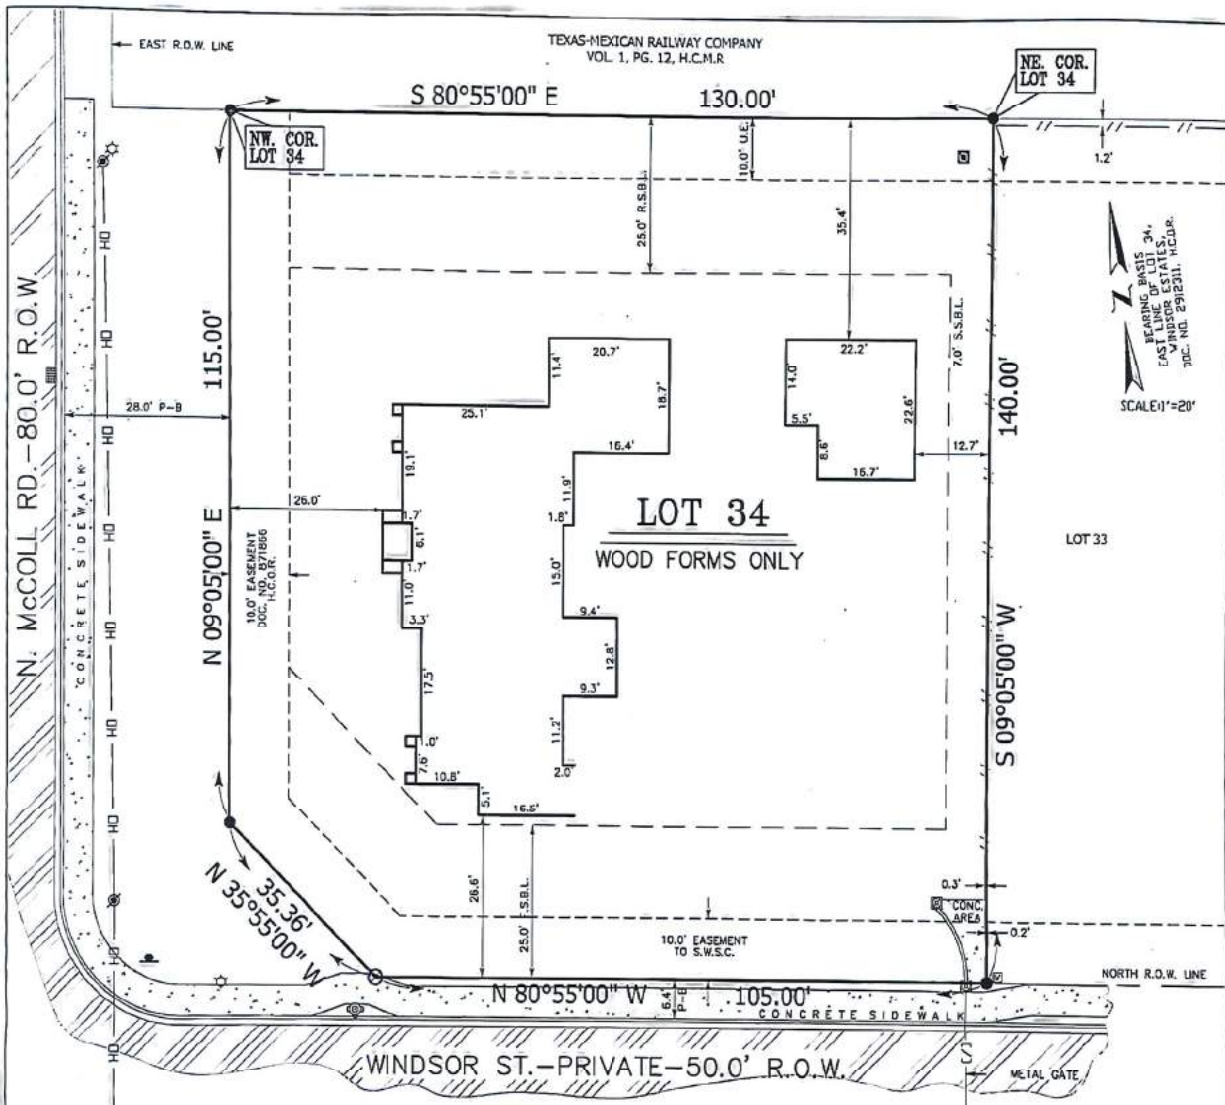 EAST R.O.W. LINE
TEXAS-MEXICAN RAILWAY COMPANY
VOL. 1, PG. 12, H.C.M.R
NE. COR.
LOT 34
S 80°55'00" E
130.00'
NW. COR.
LOT 34
1.2'
10.0' U.E.
25.0' R.S.B.L.
35.4'
BEARING BASIS
EAST LINE OF LOT 34,
WINDSOR ESTATES,
DOC. NO. 2912311, H.C.O.R.
SCALE:1"=20'
7.0' S.S.B.L.
115.00'
28.0' P-B
20.7'
11.4'
18.7'
25.1'
22.2'
14.0'
5.5'
8.6'
22.6'
16.7'
12.7'
140.00'
16.4'
19.1'
11.9'
26.0'
1.7'
6.1'
1.7'
1.8'
LOT 34
WOOD FORMS ONLY
LOT 33
N. McCOLL RD.-80.0' R.O.W.
CONCRETE SIDEWALK
N 09°05'00" E
10.0' EASEMENT
DOC. NO. 871866
H.C.O.R.
11.0'
3.3'
15.0'
9.4'
12.8'
9.3'
17.5'
11.2'
2.0'
1.0'
7.6'
10.8'
5.1'
16.6'
S 09°05'00" W
35.36'
N 35°55'00" W
26.6'
25.0' F.S.B.L.
0.3'
CONC.
AREA
0.2'
10.0' EASEMENT
TO S.W.S.C.
NORTH R.O.W. LINE
N 80°55'00" W
105.00'
6.4'
P-B
CONCRETE SIDEWALK
WINDSOR ST.-PRIVATE-50.0' R.O.W.
METAL GATE
OH
OH
OH
OH
OH
OH
OH